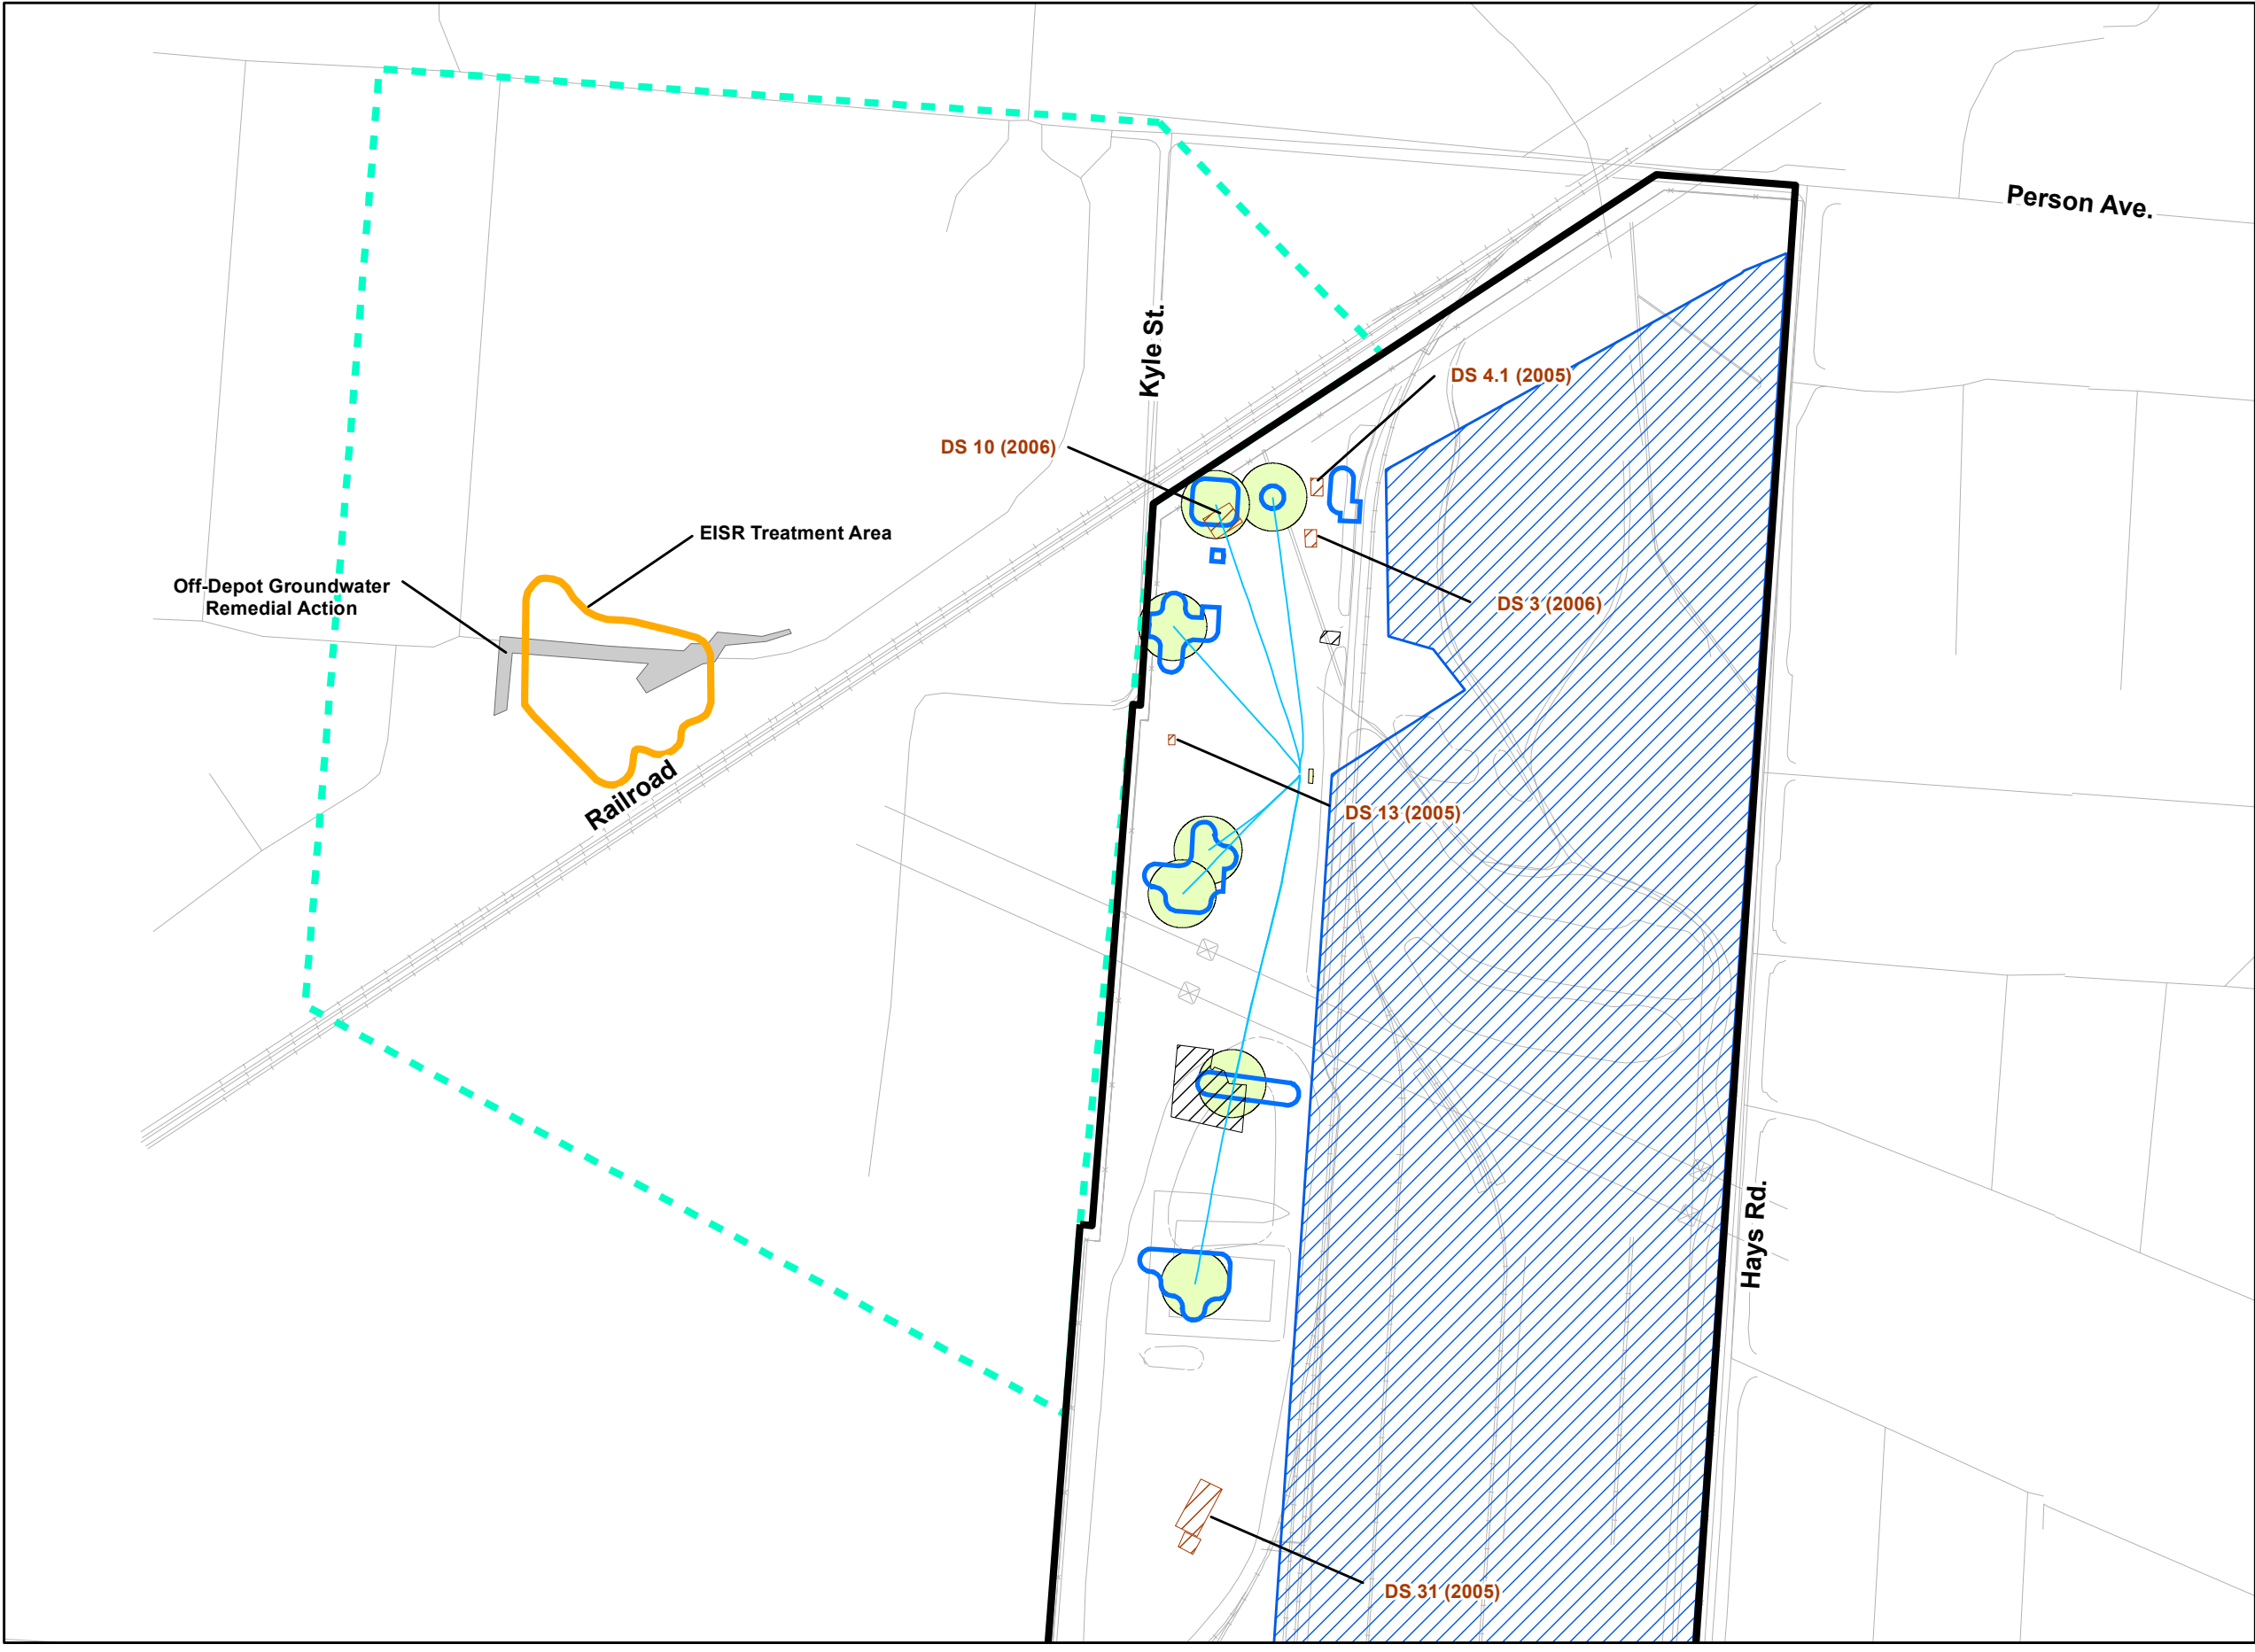 Person Ave.
Kyle St.
DS 4.1 (2005)
DS 10 (2006)
EISR Treatment Area
Off-Depot Groundwater
Remedial Action
DS 3 (2006)
Railroad
DS 13 (2005)
Hays Rd.
DS 31 (2005)